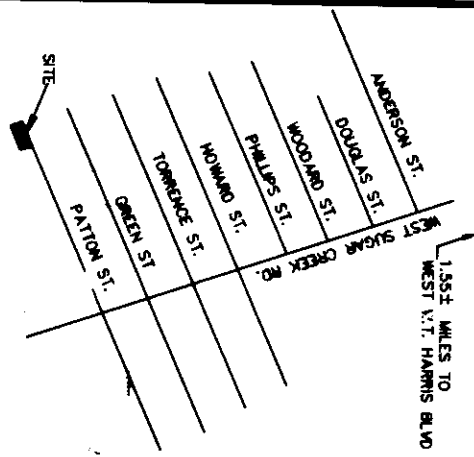 SITE
ANDERSON ST.
DOUGLAS ST.
WOODARD ST.
PHILLIPS ST.
HOWARD ST.
TORRENCE ST.
GREEN ST
PATTON ST.
WEST SUGAR CREEK RD.
1.55± MILES TO
WEST W.T. HARRIS BLVD